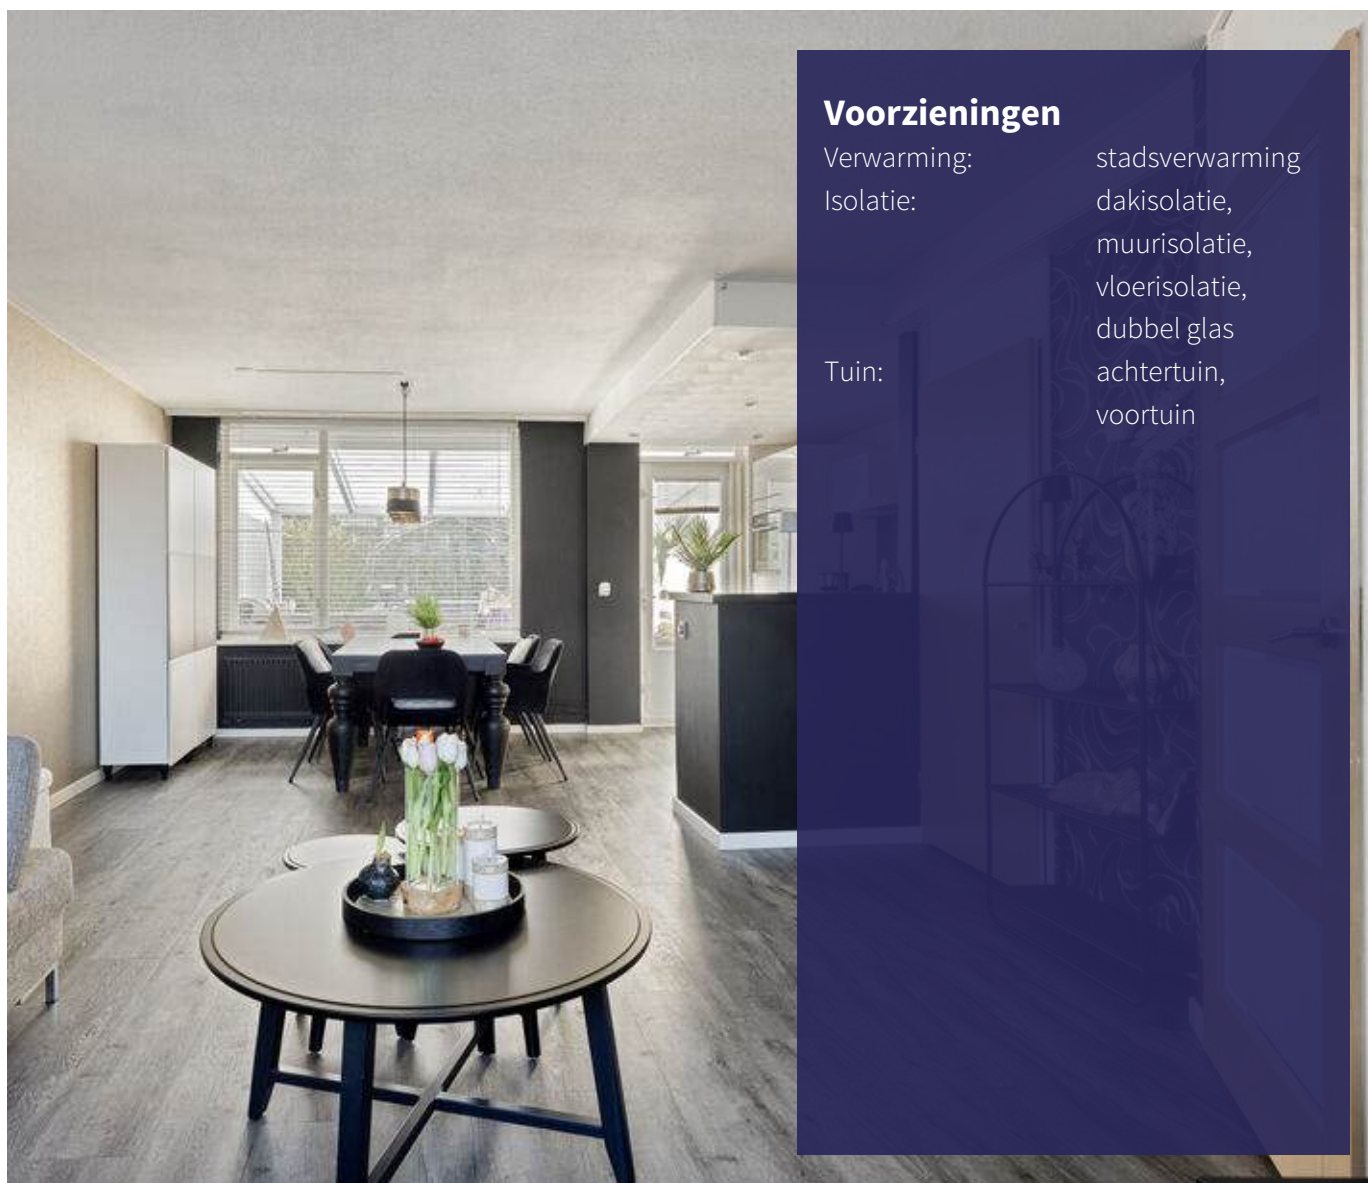 Voorzieningen
Verwarming: stadsverwarming
Isolatie: dakisolatie,
muurisolatie,
vloerisolatie,
dubbel glas
Tuin: achtertuin,
voortuin